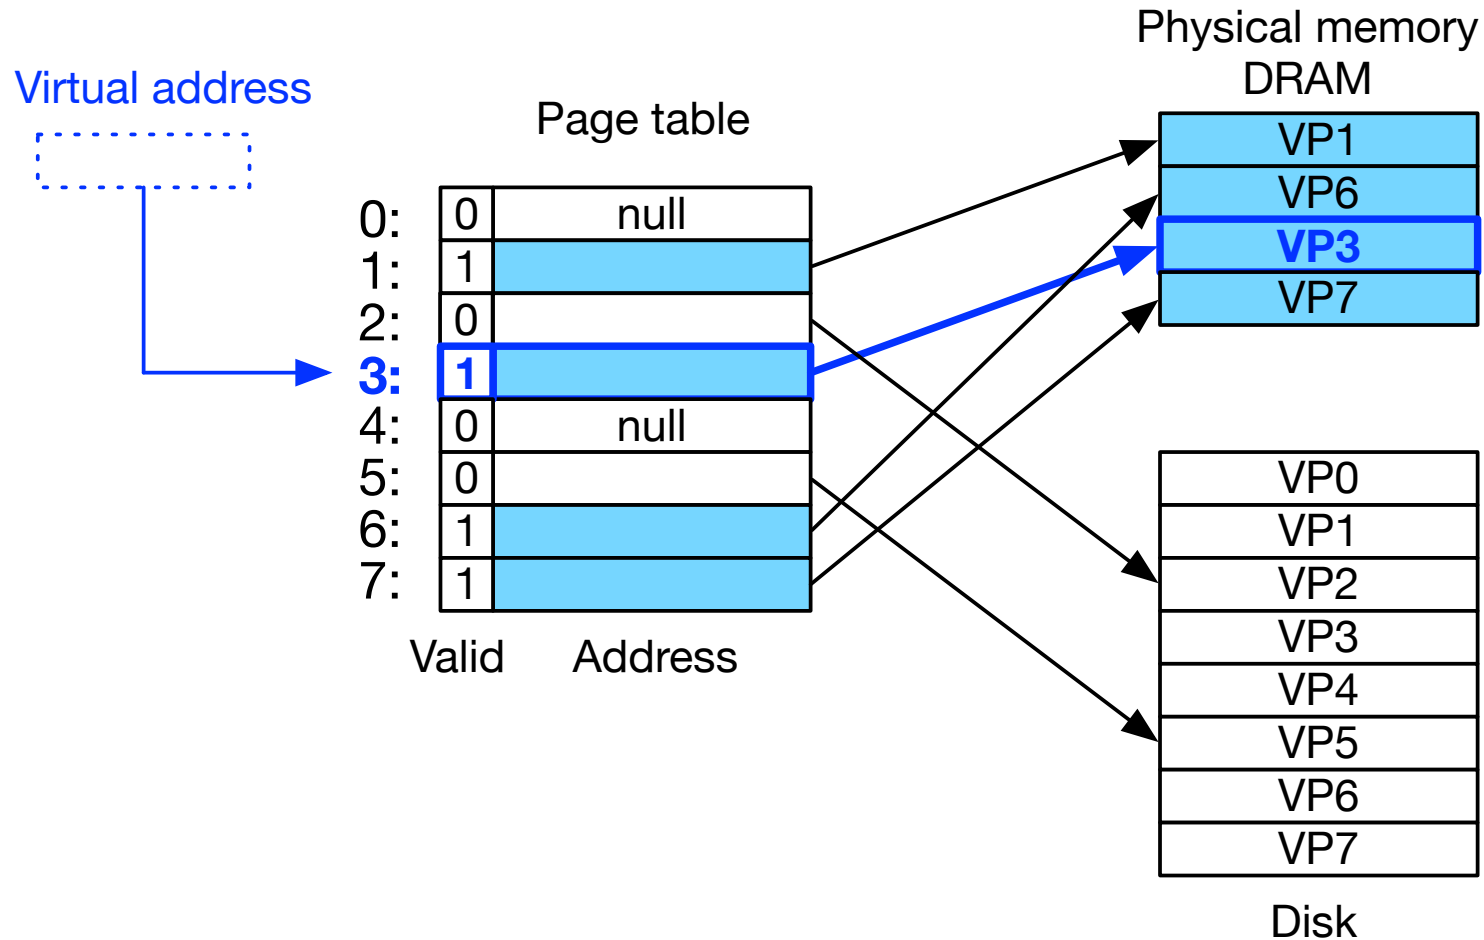 Physical memory
DRAM
Virtual address
Page table
0: 0 null
1: 1
2: 0
3: 1
4: 0 null
5: 0
6: 1
7: 1
Valid Address
VP1
VP6
VP3
VP7
VP0
VP1
VP2
VP3
VP4
VP5
VP6
VP7
Disk